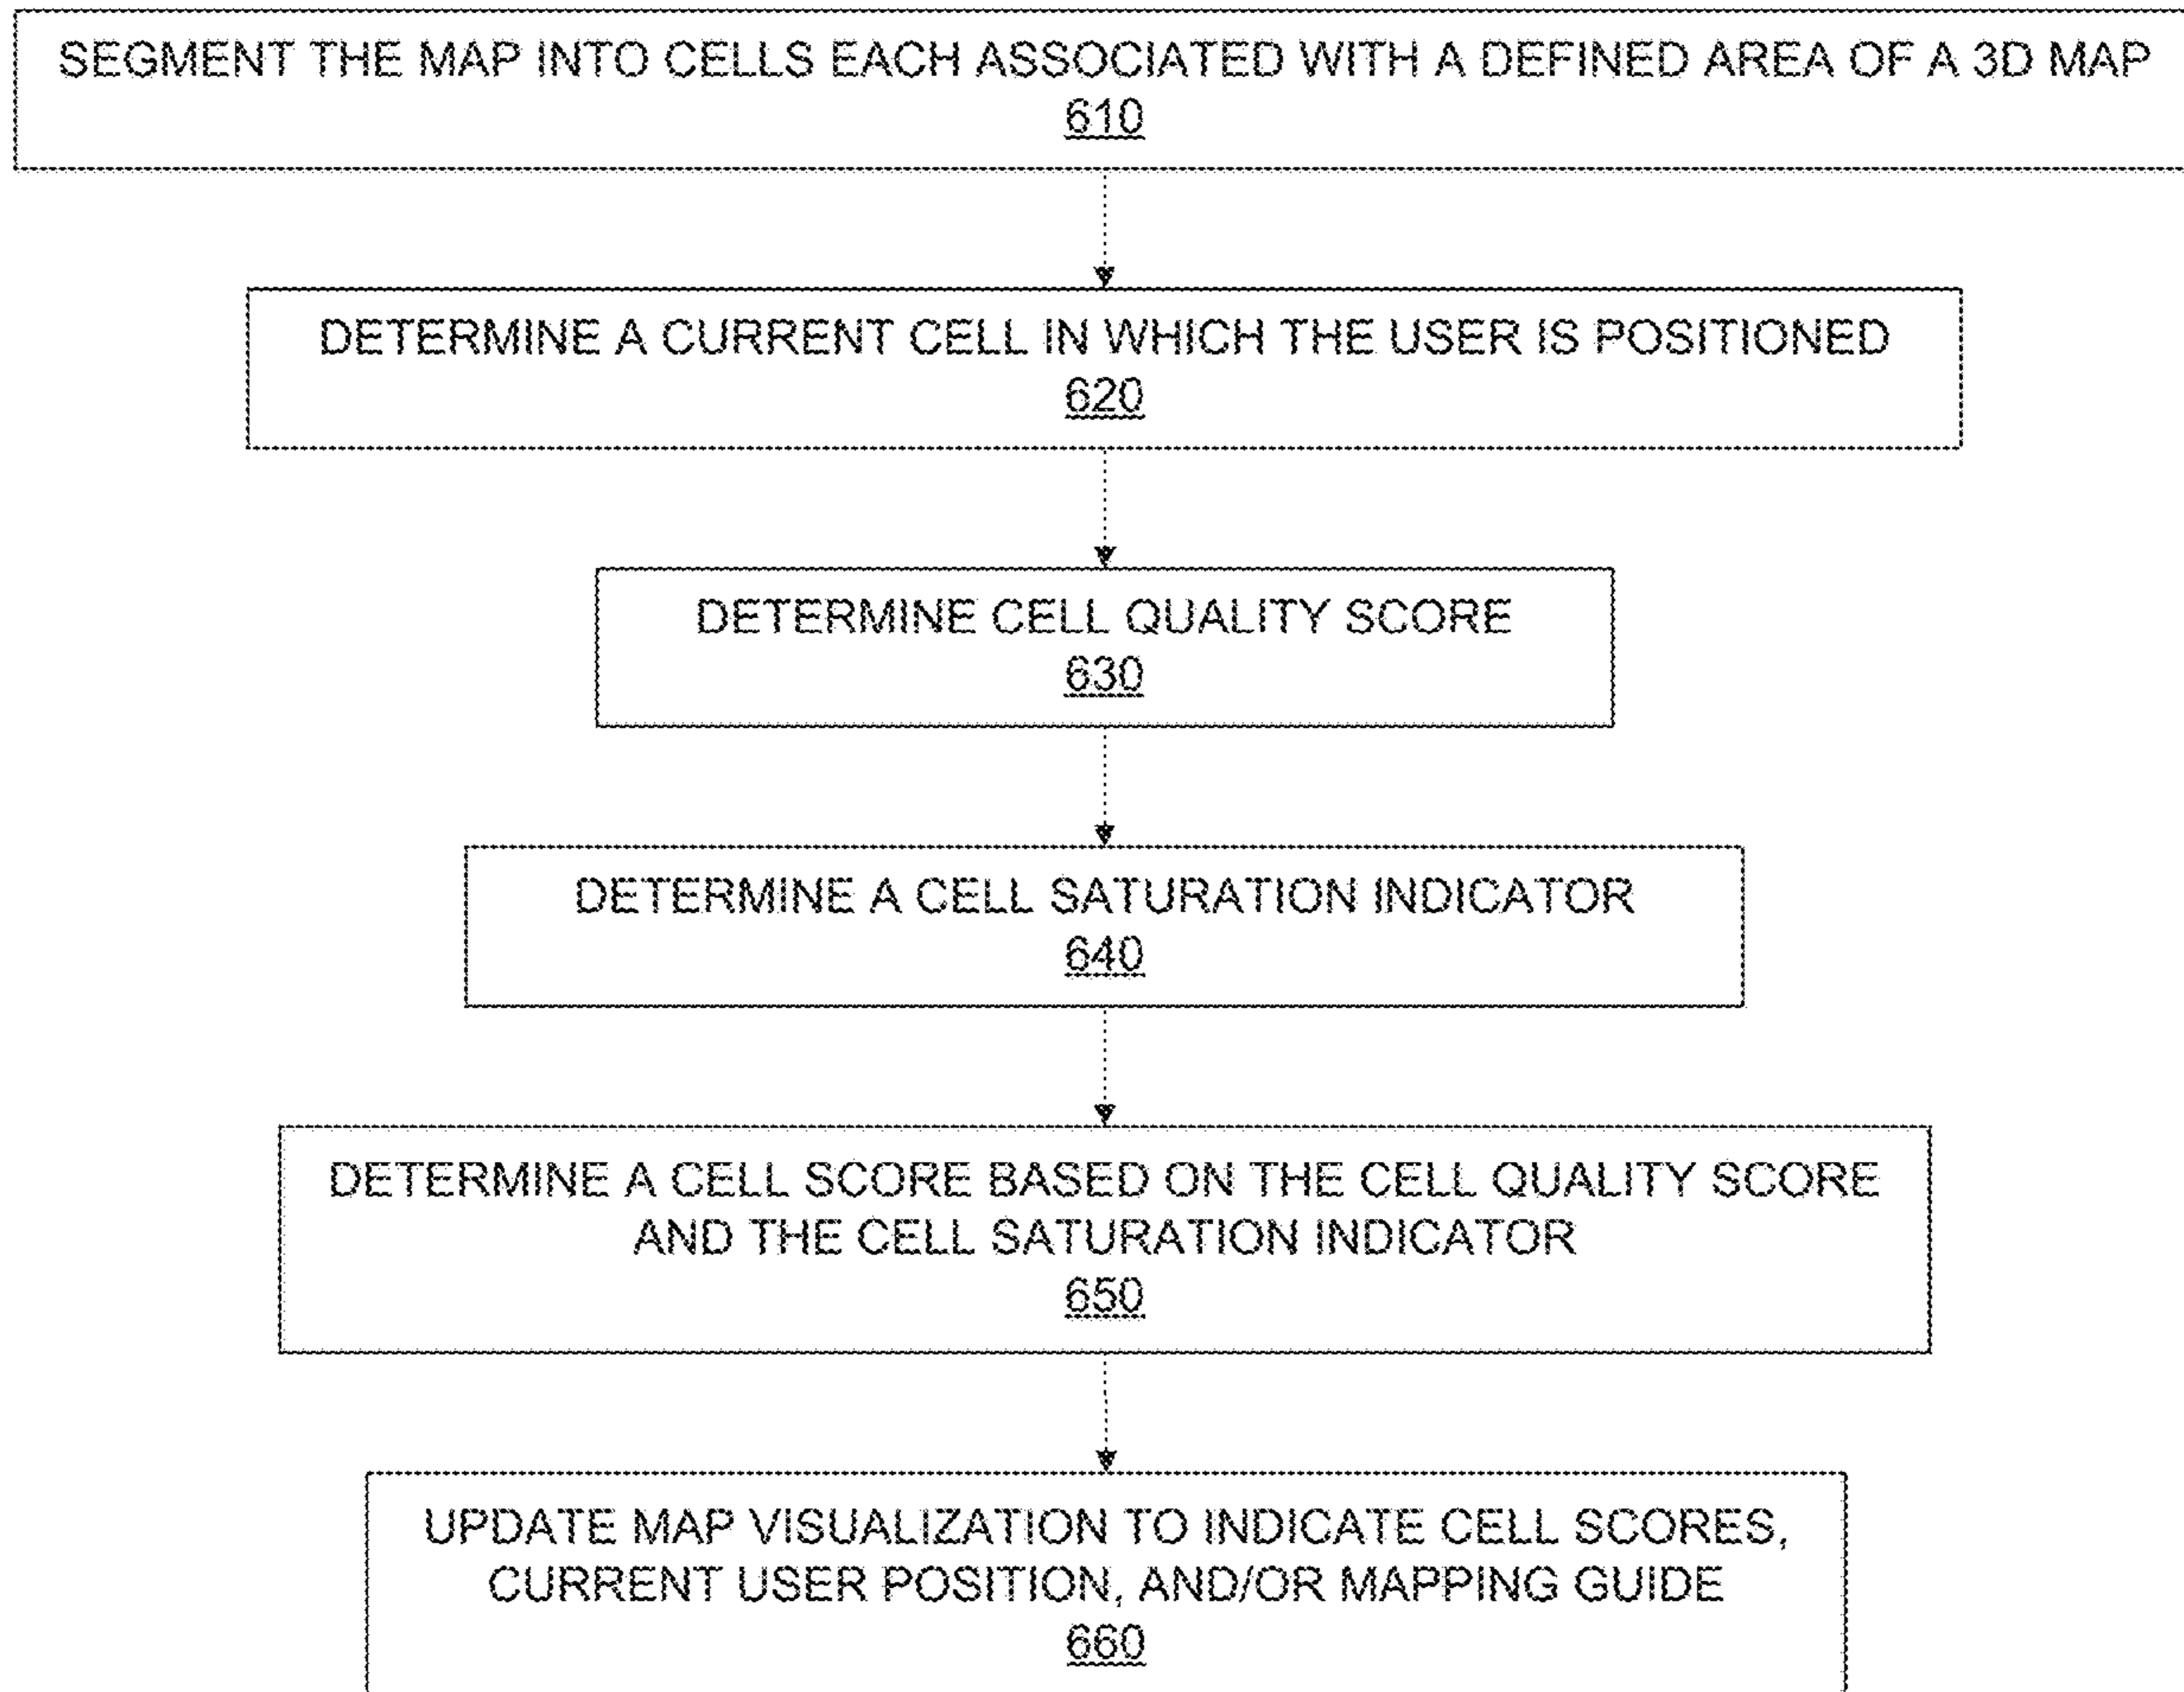 SEGMENT THE MAP INTO CELLS EACH ASSOCIATED WITH A DEFINED AREA OF A 3D MAP
610
DETERMINE A CURRENT CELL IN WHICH THE USER IS POSITIONED
620
DETERMINE CELL QUALITY SCORE
630
DETERMINE A CELL SATURATION INDICATOR
640
DETERMINE A CELL SCORE BASED ON THE CELL QUALITY SCORE
AND THE CELL SATURATION INDICATOR
650
UPDATE MAP VISUALIZATION TO INDICATE CELL SCORES,
CURRENT USER POSITION, AND/OR MAPPING GUIDE
660